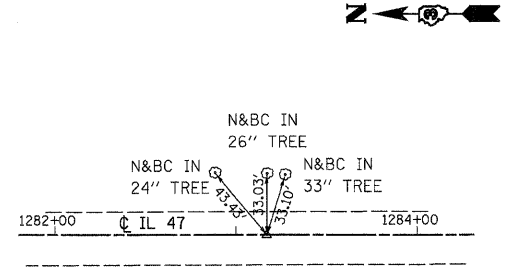 N
N&BC IN
26" TREE
N&BC IN
24" TREE
N&BC IN
33" TREE
43.43'
33.03'
33.10'
1282+00
℄ IL 47
1284+00